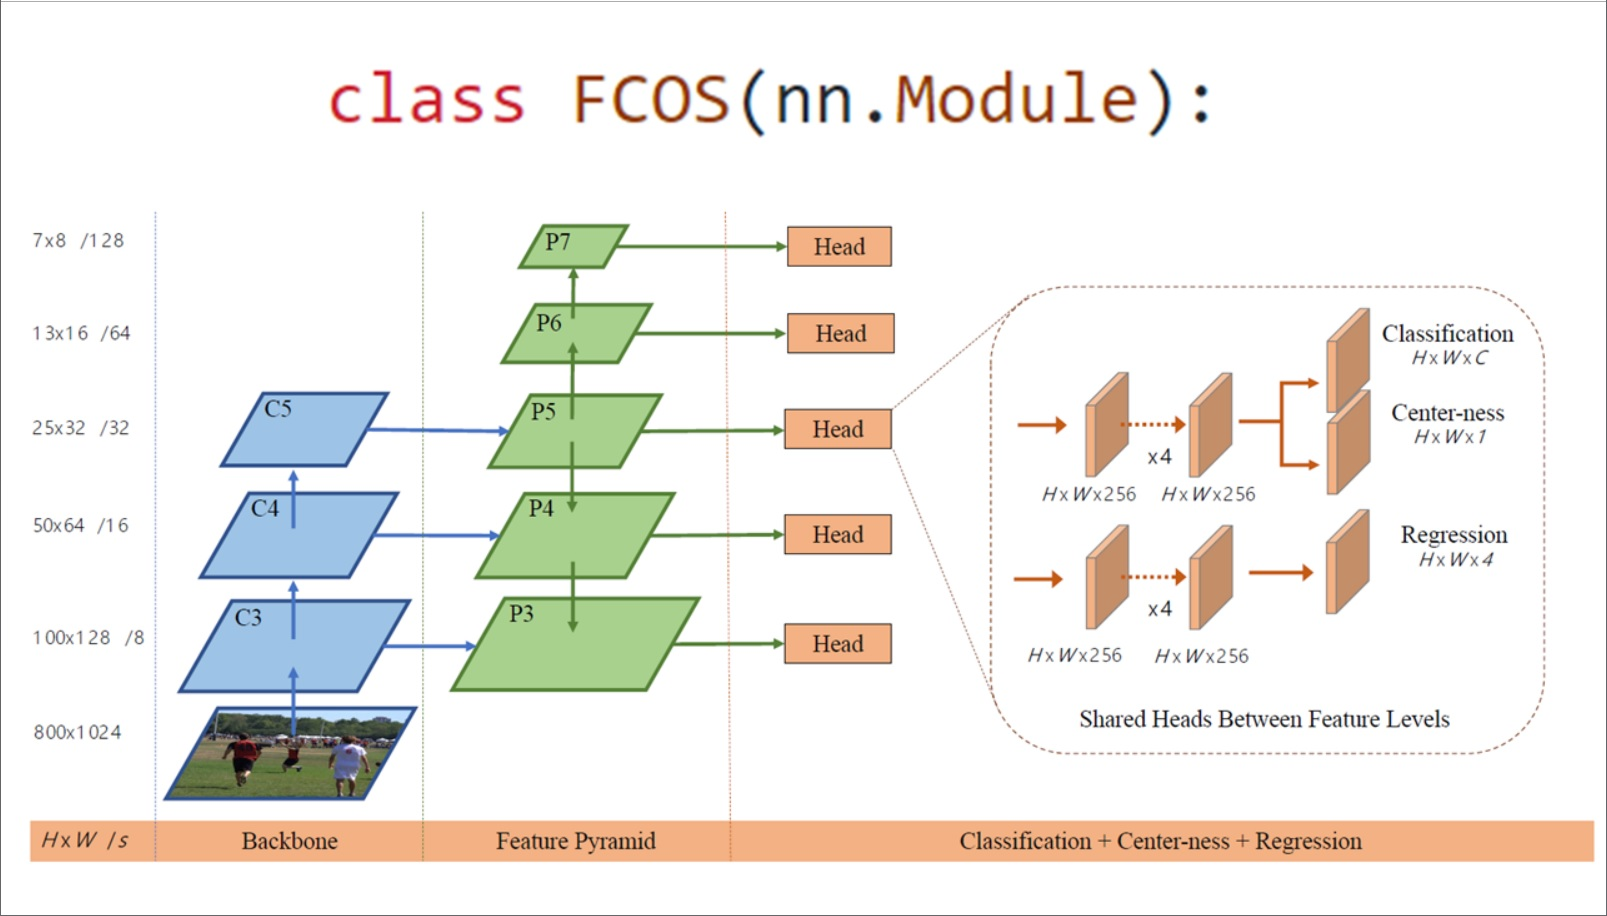 class FCOS(nn.Module):
7x8 /128
P7
Head
13x16 /64
P6
Head
25x32 /32
C5
P5
Head
50x64 /16
C4
P4
Head
100x128 /8
C3
P3
Head
800x1024
Classification
HxWxC
Center-ness
HxWx1
x4
HxWx256
HxWx256
Regression
HxWx4
x4
HxWx256
HxWx256
Shared Heads Between Feature Levels
HxW /s
Backbone
Feature Pyramid
Classification + Center-ness + Regression